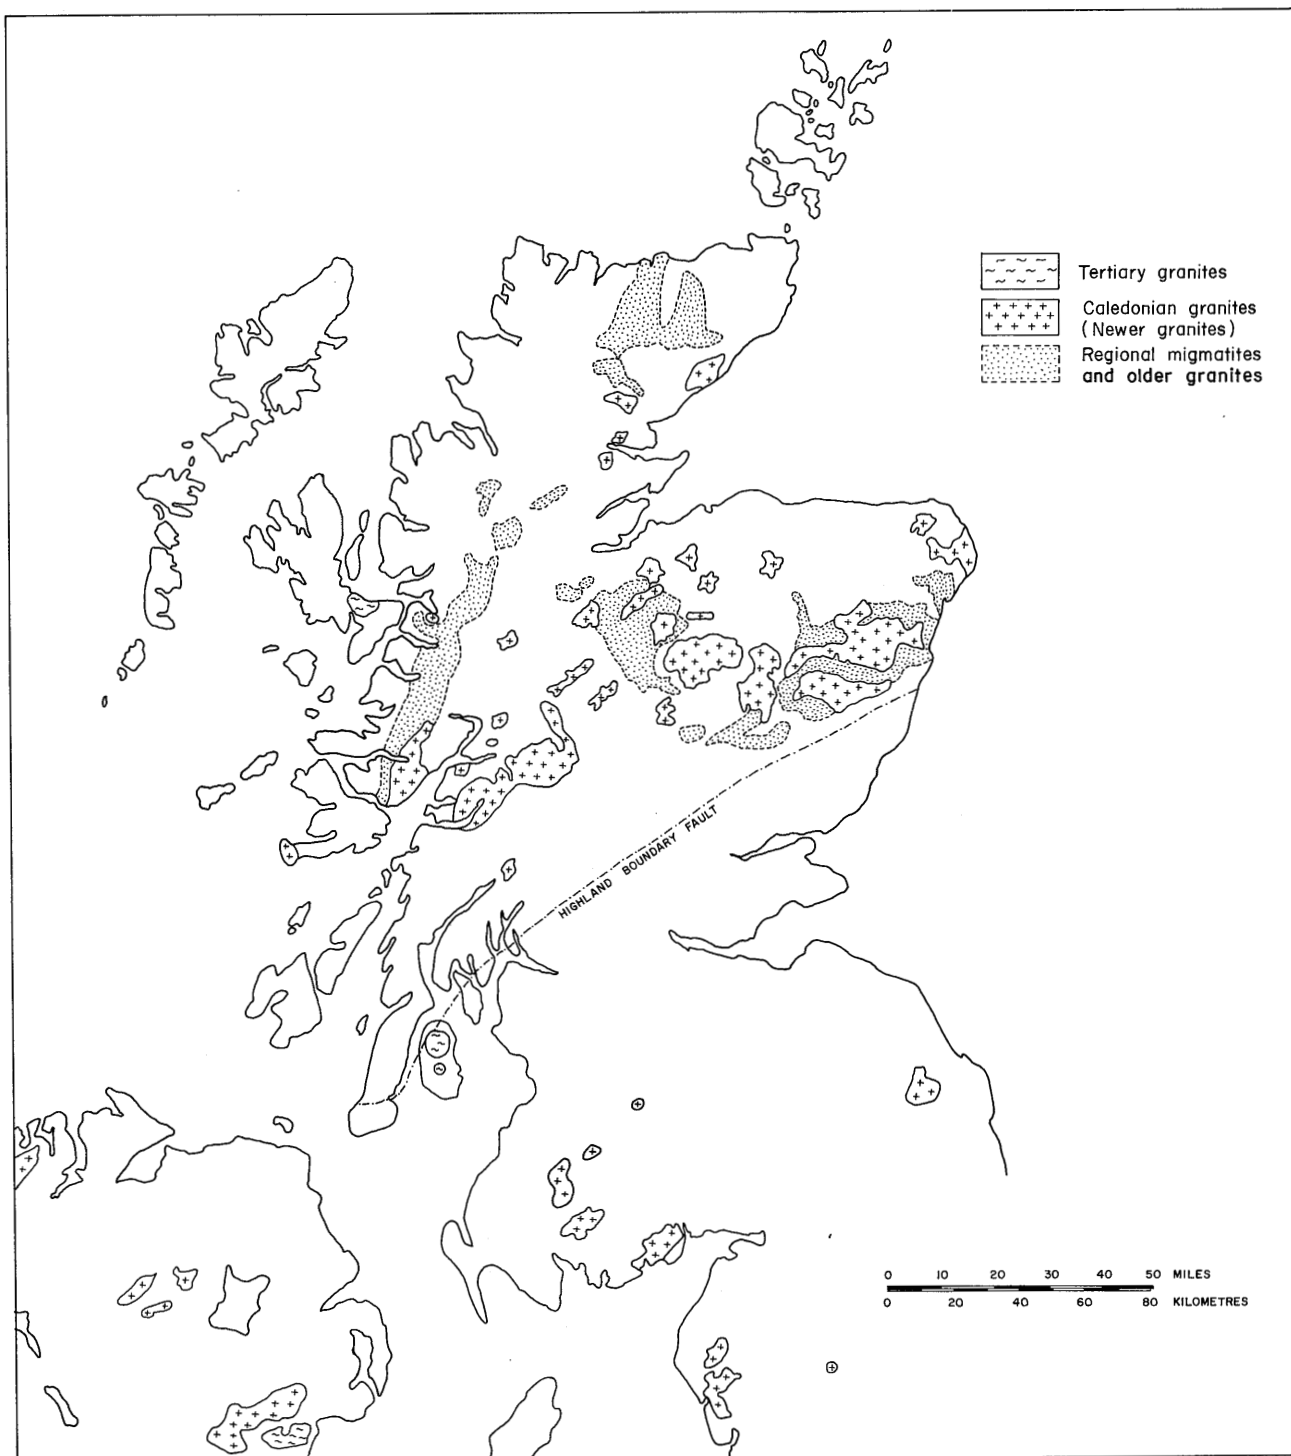 Tertiary granites
Caledonian granites
(Newer granites)
Regional migmatites
and older granites
HIGHLAND BOUNDARY FAULT
0 10 20 30 40 50 MILES
0 20 40 60 80 KILOMETRES